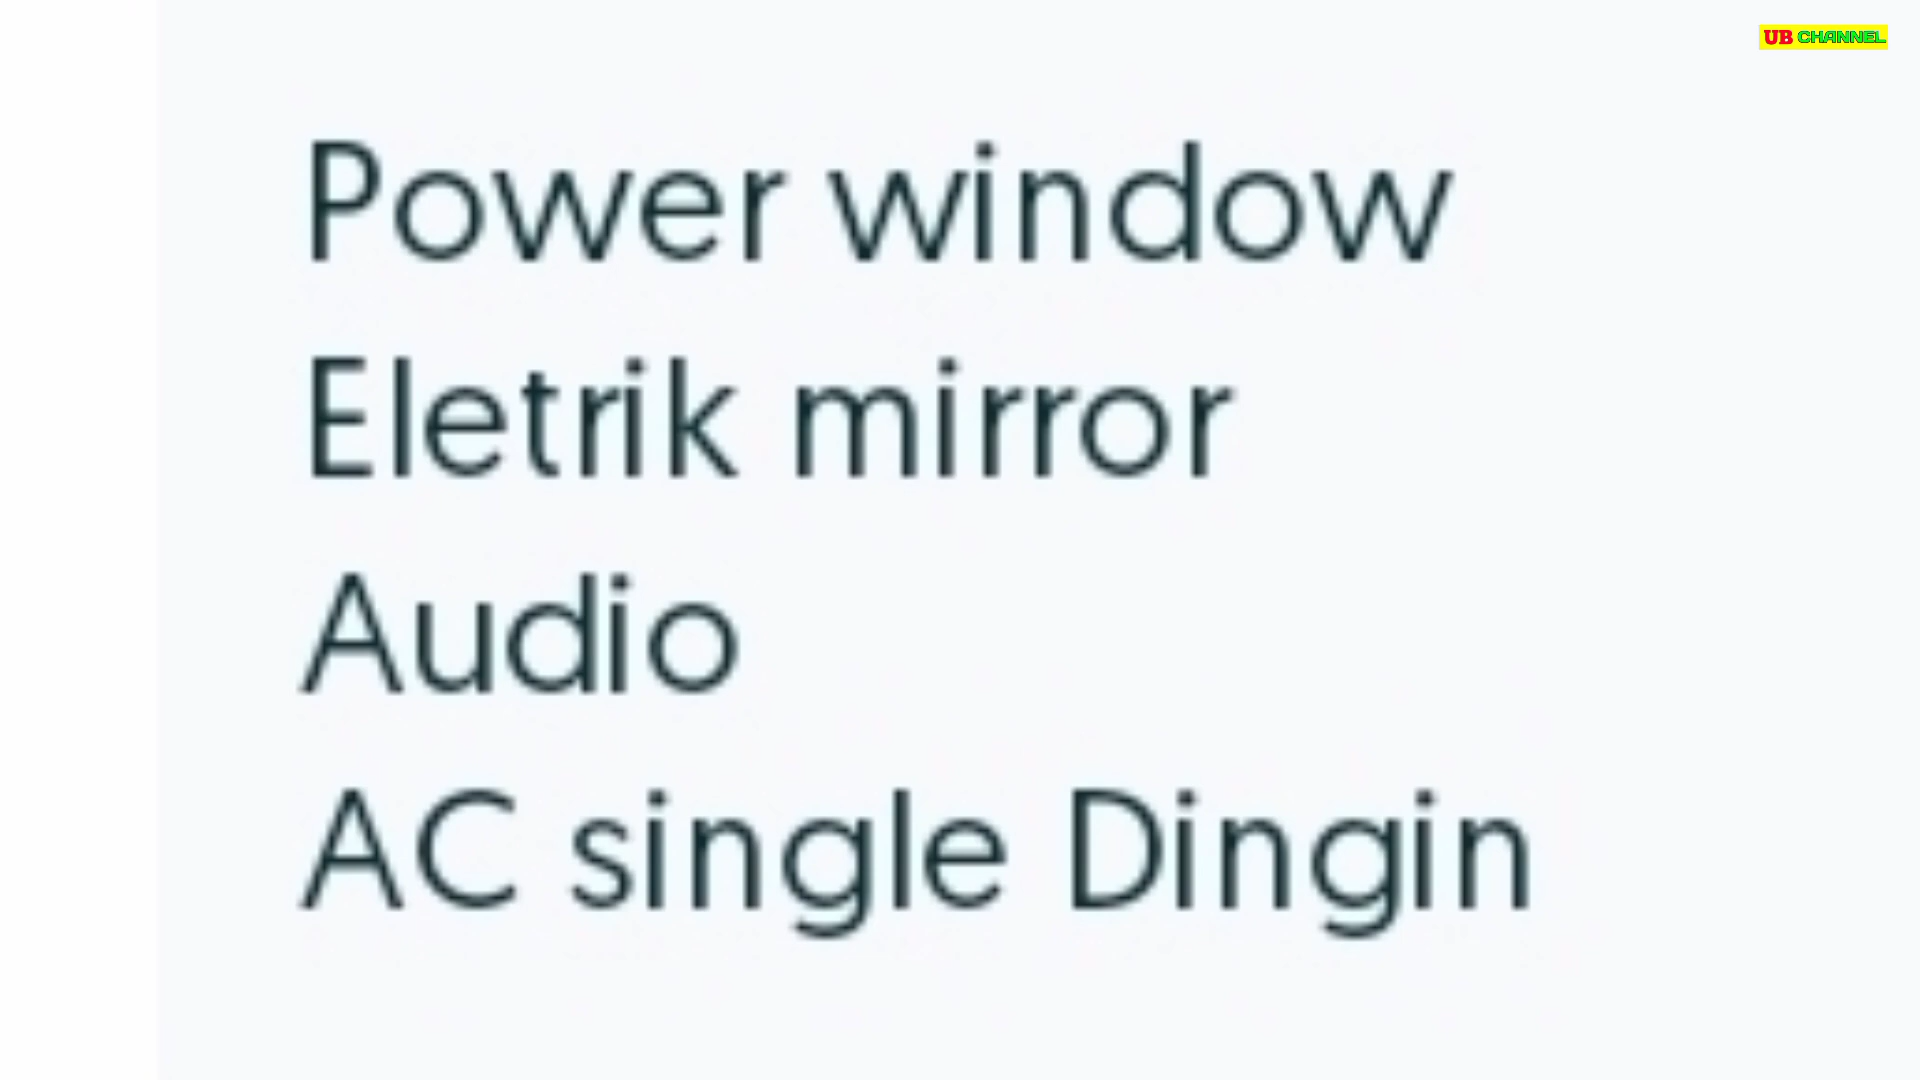 UB CHANNEL
Power window
Eletrik mirror
Audio
AC single Dingin